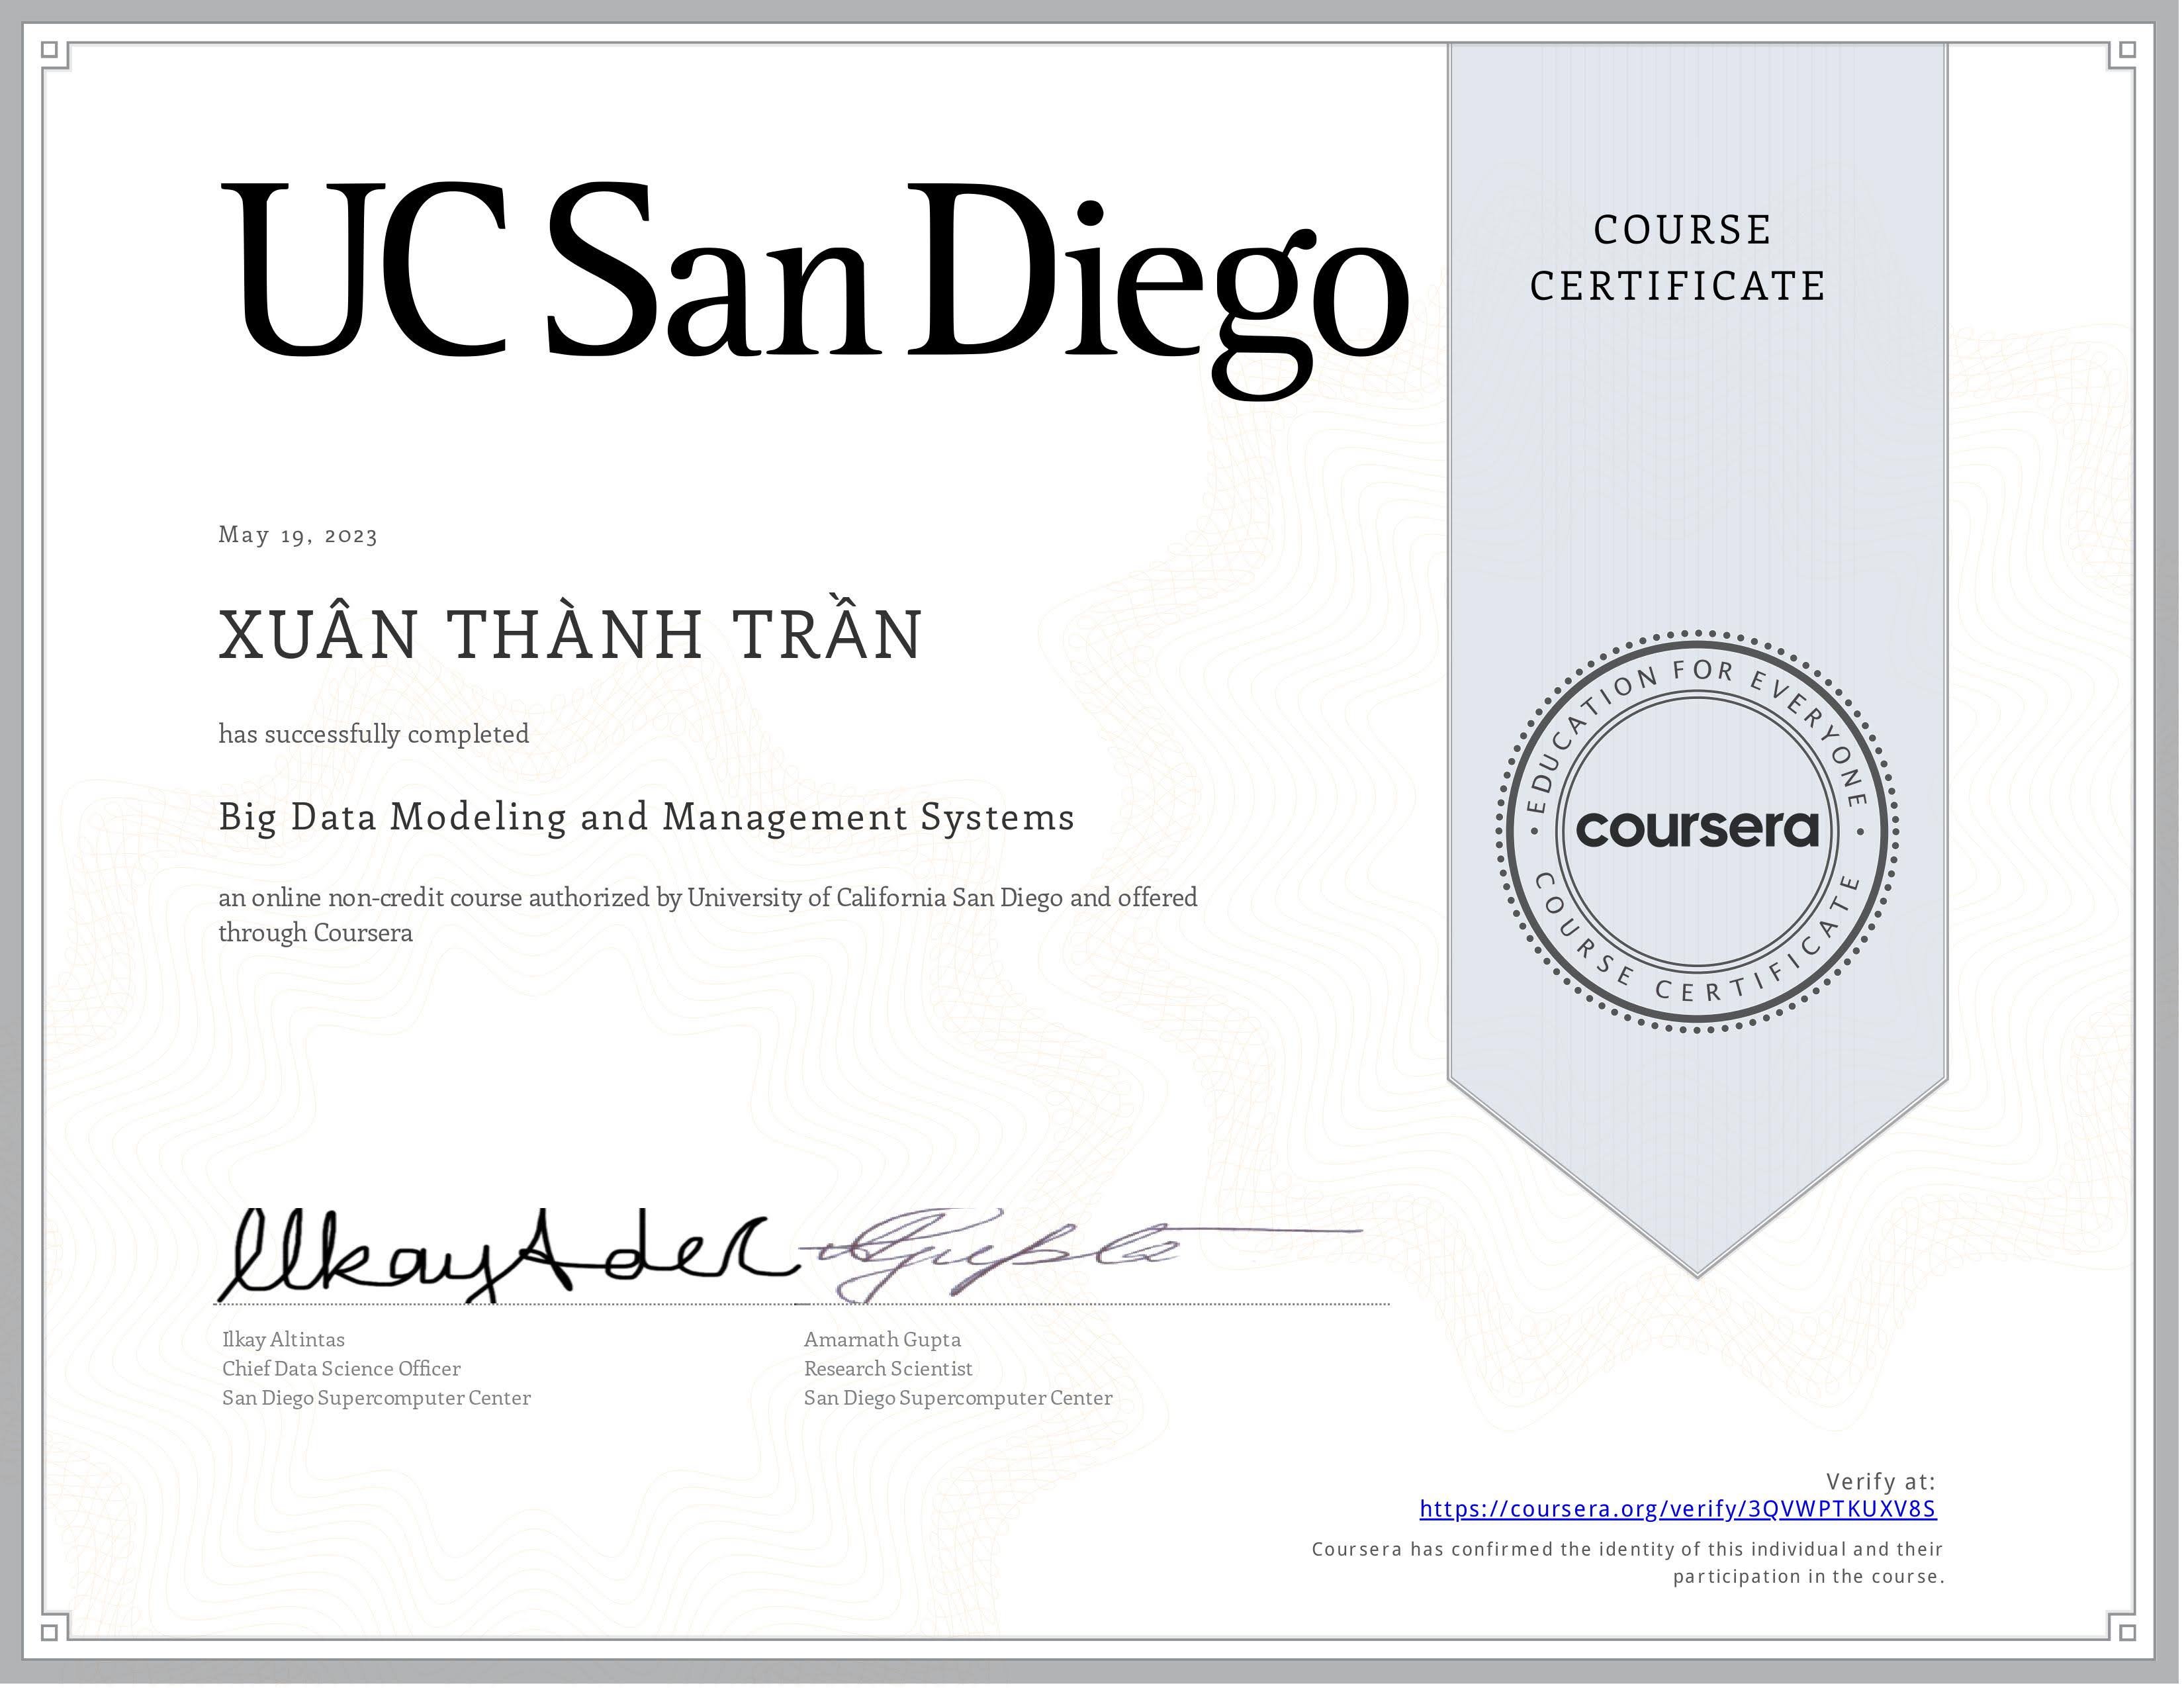 UC San Diego
COURSE
CERTIFICATE
May 19, 2023
XUÂN THÀNH TRẦN
has successfully completed
Big Data Modeling and Management Systems
an online non-credit course authorized by University of California San Diego and offered
through Coursera
EDUCATION FOR EVERYONE
coursera
COURSE CERTIFICATE
Ilkay Altintas
Chief Data Science Officer
San Diego Supercomputer Center
Amarnath Gupta
Research Scientist
San Diego Supercomputer Center
Verify at:
https://coursera.org/verify/3QVWPTKUXV8S
Coursera has confirmed the identity of this individual and their
participation in the course.